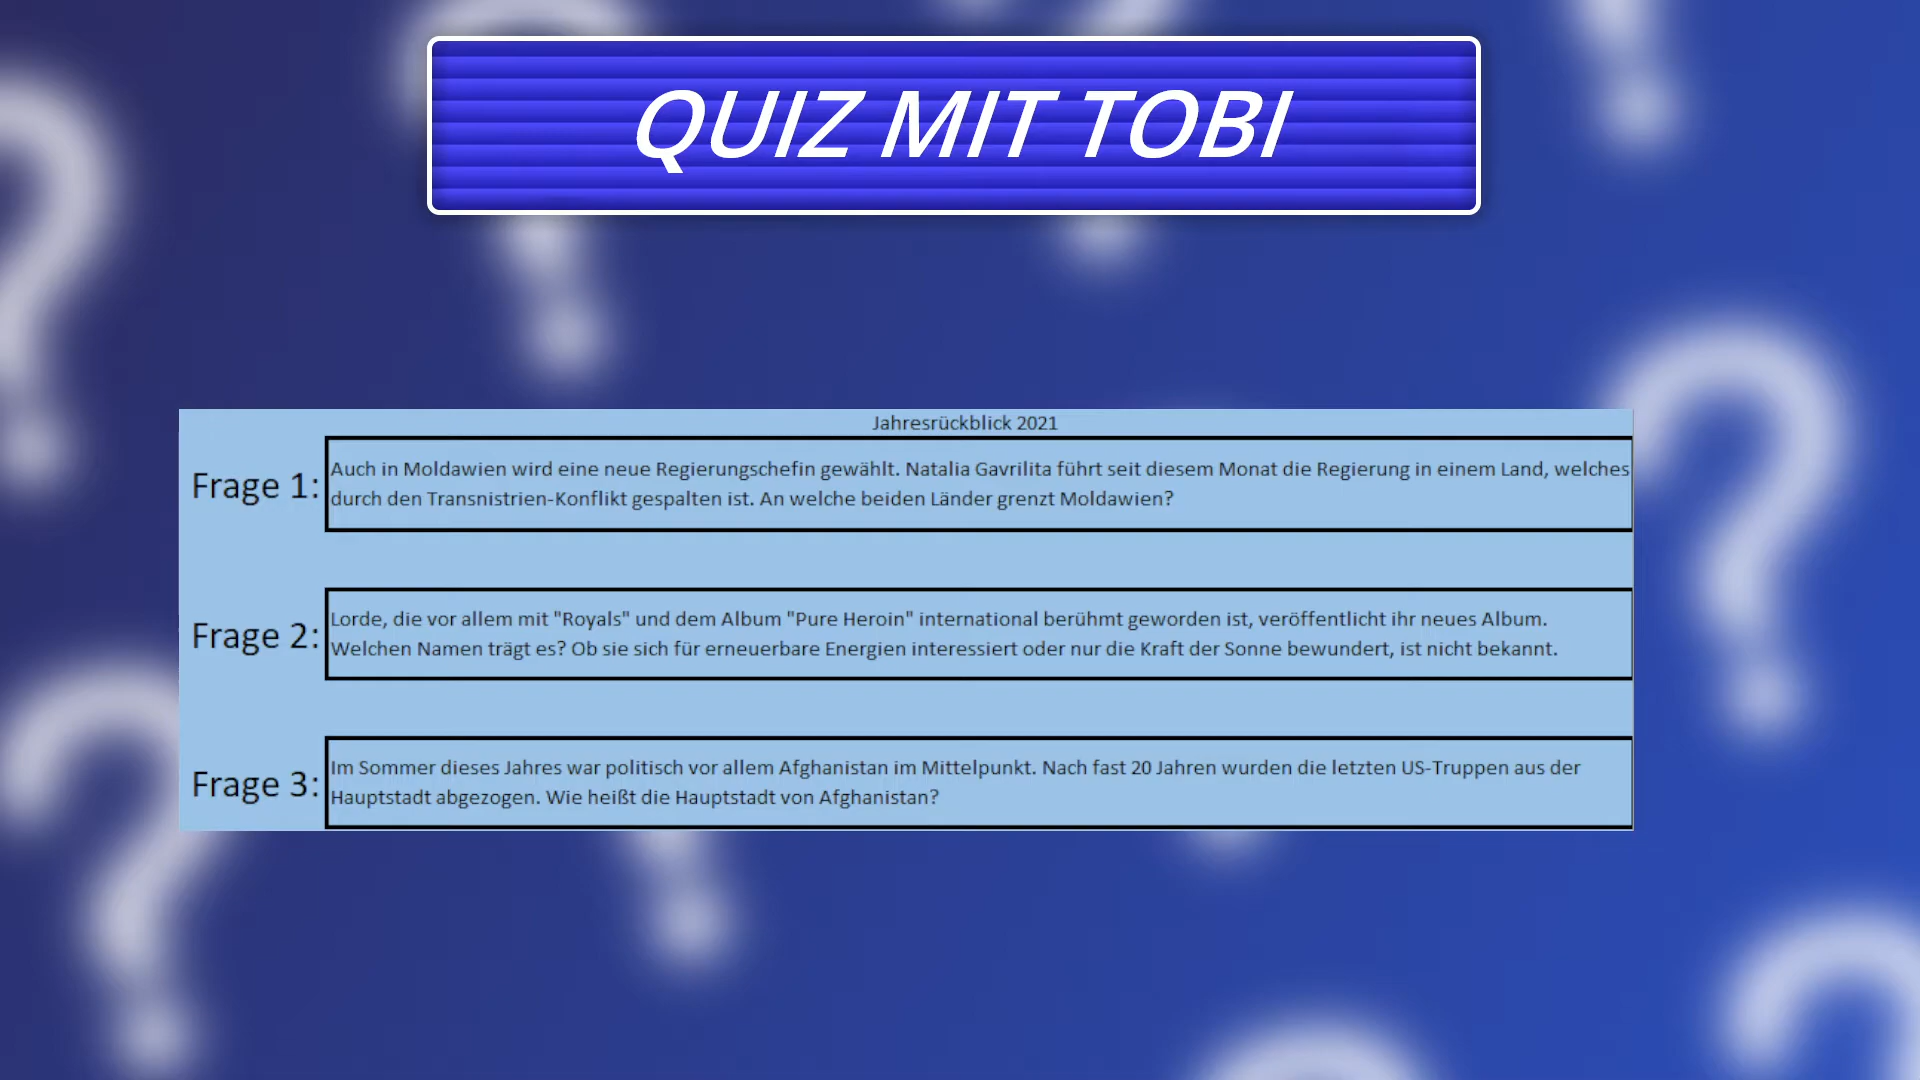 QUIZ MIT TOBI
Jahresrückblick 2021
Frage 1:
Auch in Moldawien wird eine neue Regierungschefin gewählt. Natalia Gavrilita führt seit diesem Monat die Regierung in einem Land, welches
durch den Transnistrien-Konflikt gespalten ist. An welche beiden Länder grenzt Moldawien?
Frage 2:
Lorde, die vor allem mit "Royals" und dem Album "Pure Heroin" international berühmt geworden ist, veröffentlicht ihr neues Album.
Welchen Namen trägt es? Ob sie sich für erneuerbare Energien interessiert oder nur die Kraft der Sonne bewundert, ist nicht bekannt.
Frage 3:
Im Sommer dieses Jahres war politisch vor allem Afghanistan im Mittelpunkt. Nach fast 20 Jahren wurden die letzten US-Truppen aus der
Hauptstadt abgezogen. Wie heißt die Hauptstadt von Afghanistan?